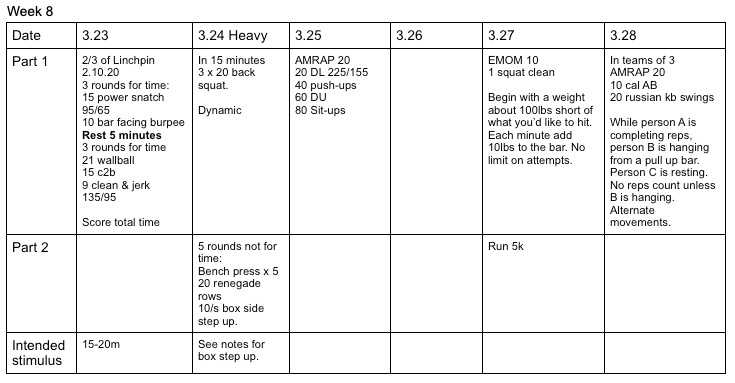 Week 8
Date
3.23
3.24 Heavy
3.25
3.26
3.27
3.28
Part 1
2/3 of Linchpin
2.10.20
3 rounds for time:
15 power snatch
95/65
10 bar facing burpee
Rest 5 minutes
3 rounds for time
21 wallball
15 c2b
9 clean & jerk
135/95
Score total time
In 15 minutes
3 x 20 back
squat.
Dynamic
AMRAP 20
20 DL 225/155
40 push-ups
60 DU
80 Sit-ups
EMOM 10
1 squat clean
Begin with a weight
about 100lbs short of
what you'd like to hit.
Each minute add
10lbs to the bar. No
limit on attempts.
In teams of 3
AMRAP 20
10 cal AB
20 russian kb swings
While person A is
completing reps,
person B is hanging
from a pull up bar.
Person C is resting.
No reps count unless
B is hanging.
Alternate
movements.
Part 2
5 rounds not for
time:
Bench press x 5
20 renegade
rows
10/s box side
step up.
Run 5k
Intended
stimulus
15-20m
See notes for
box step up.